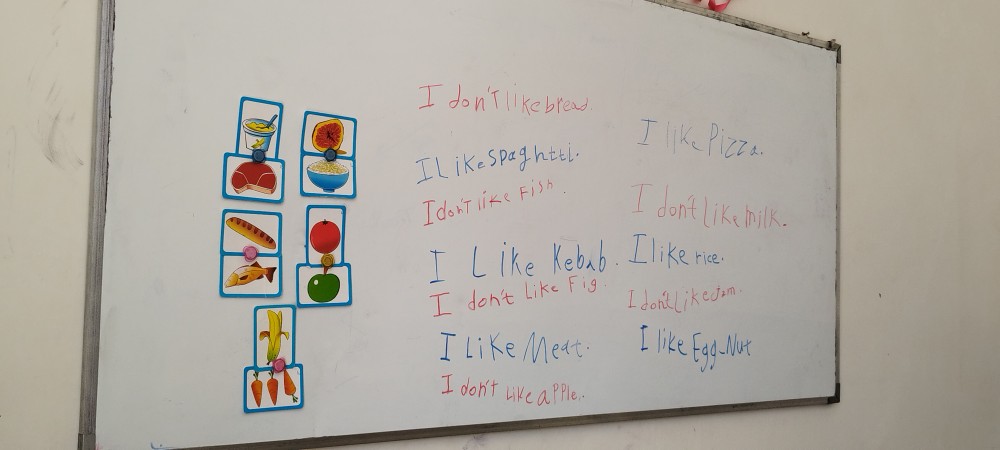 I don't like bread.
I Like spaghtti.
I don't like Fish.
I Like Kebab.
I don't Like Fig.
I Like Meat.
I don't Like apple.
I like Pizza.
I don't Like milk.
I like rice.
I don't Like jam.
I like Egg-Nut